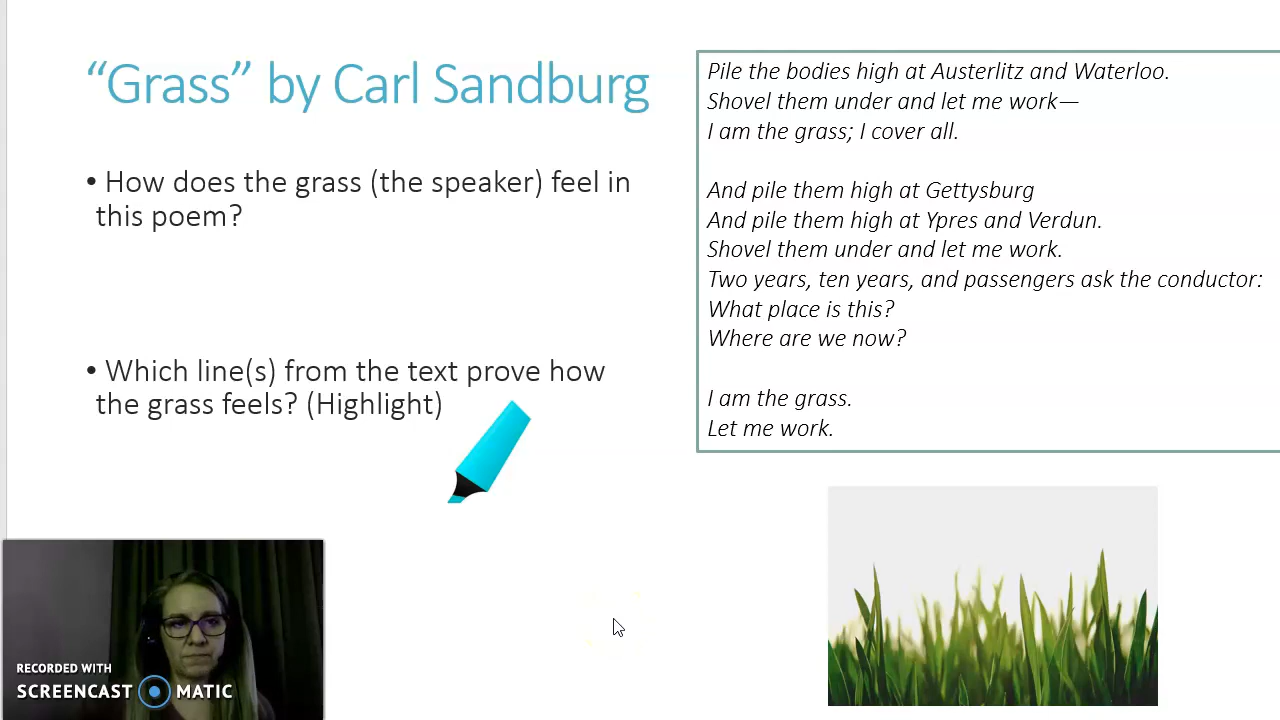 “Grass” by Carl Sandburg
• How does the grass (the speaker) feel in
this poem?
• Which line(s) from the text prove how
the grass feels? (Highlight)
Pile the bodies high at Austerlitz and Waterloo.
Shovel them under and let me work—
I am the grass; I cover all.
And pile them high at Gettysburg
And pile them high at Ypres and Verdun.
Shovel them under and let me work.
Two years, ten years, and passengers ask the conductor:
What place is this?
Where are we now?
I am the grass.
Let me work.
RECORDED WITH
SCREENCAST MATIC